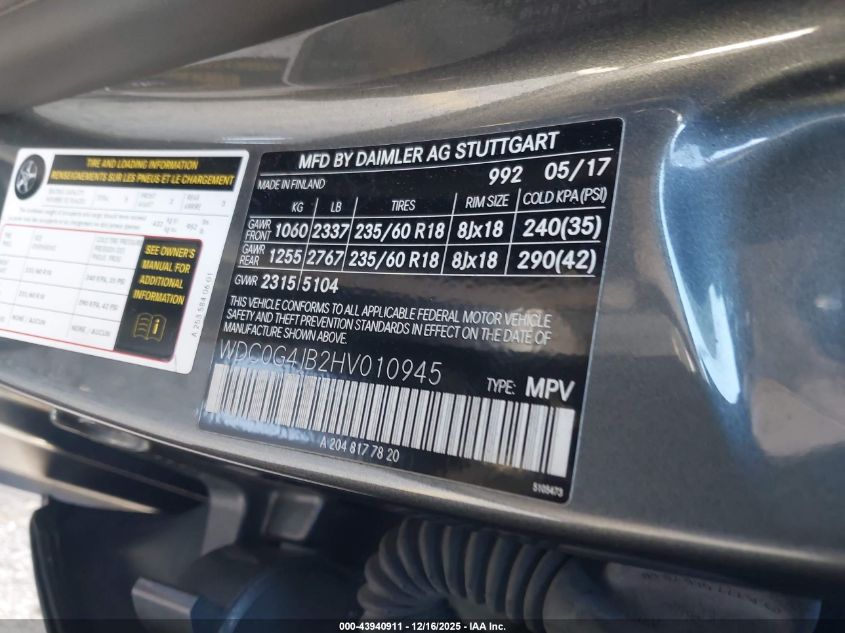 TIRE AND LOADING INFORMATION
RENSEIGNEMENTS SUR LES PNEUS ET LE CHARGEMENT
SEE OWNER'S
MANUAL FOR
ADDITIONAL
INFORMATION
A 253 584 06 01
MFD BY DAIMLER AG STUTTGART
992 05/17
MADE IN FINLAND
KG LB TIRES RIM SIZE COLD KPA(PSI)
GAWR FRONT 1060 2337 235/60 R18 8Jx18 240(35)
GAWR REAR 1255 2767 235/60 R18 8Jx18 290(42)
GVWR 2315 5104
THIS VEHICLE CONFORMS TO ALL APPLICABLE FEDERAL MOTOR VEHICLE
SAFETY AND THEFT PREVENTION STANDARDS IN EFFECT ON THE DATE OF
MANUFACTURE SHOWN ABOVE.
WDC0G4JB2HV010945
TYPE: MPV
A 204 817 78 20
5105473
000-43940911 - 12/16/2025 - IAA Inc.